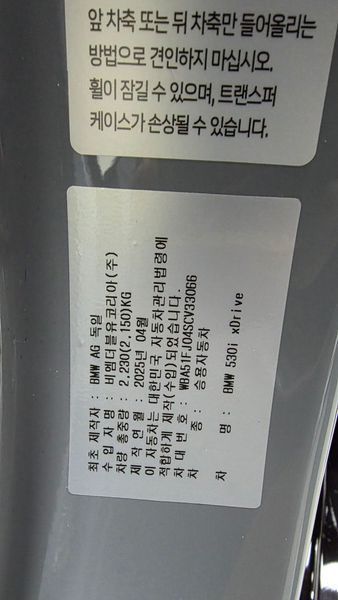 앞 차축 또는 뒤 차축만 들어올리는
방법으로 견인하지 마십시오.
휠이 잠길 수 있으며, 트랜스퍼
케이스가 손상될 수 있습니다.
최초 제작자 : BMW AG 독일
수 입 자 명 : 비엠더블유코리아(주)
차량 총중량 : 2,230(2,150)KG
제 작 연 월 : 2025년 04월
이 자동차는 대한민국 자동차관리법령에
적합하게 제작(수입)되었습니다.
차 대 번 호 : WBA51FJ04SCV33066
차 종 : 승용자동차
차 명 : BMW 530i xDrive